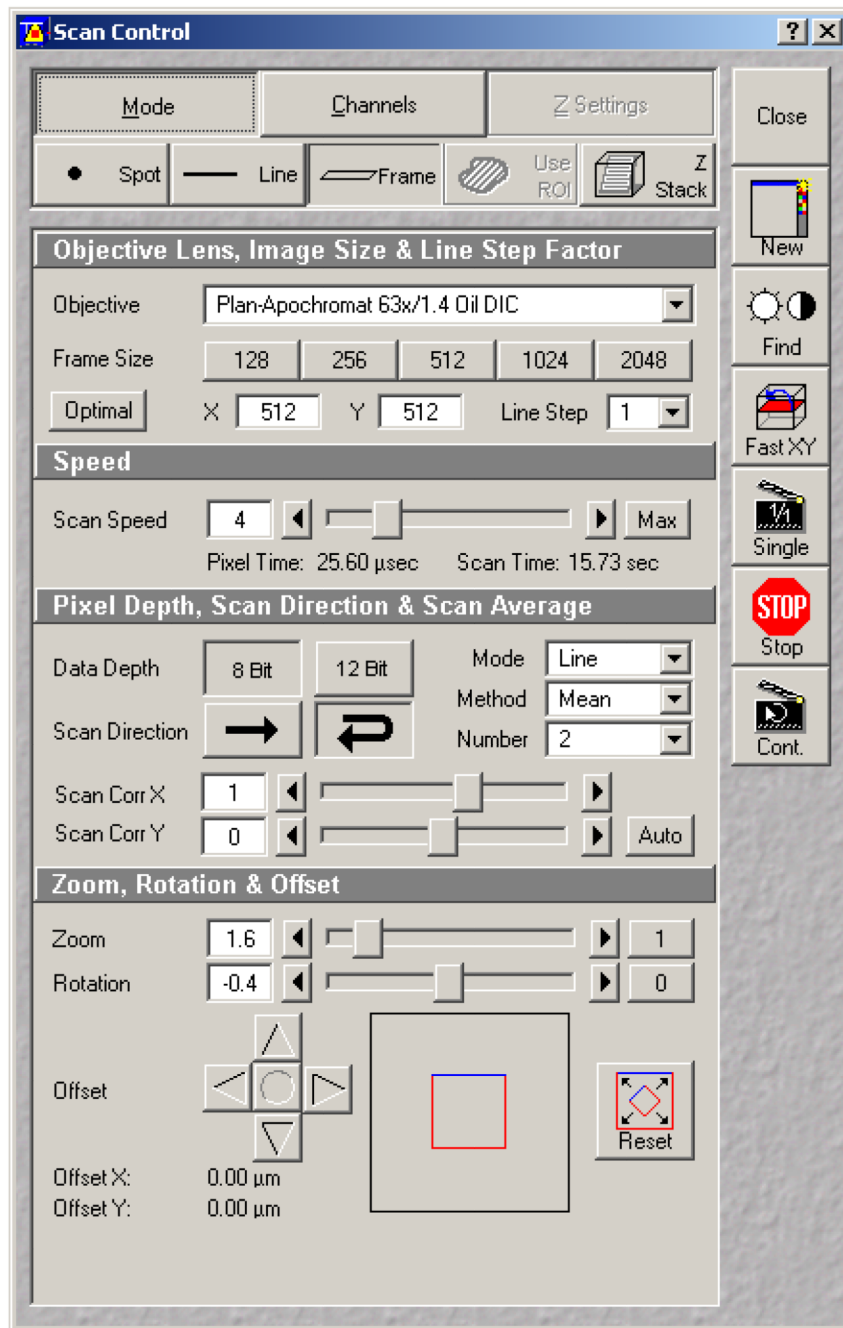 Scan Control
Mode Channels Z Settings
Spot Line Frame Use ROI Z Stack
Close
New
Find
Fast XY
1/1
Single
STOP
Stop
Cont.
Objective Lens, Image Size & Line Step Factor
Objective Plan-Apochromat 63x/1.4 Oil DIC
Frame Size 128 256 512 1024 2048
Optimal X 512 Y 512 Line Step 1
Speed
Scan Speed 4 Max
Pixel Time: 25.60 µsec Scan Time: 15.73 sec
Pixel Depth, Scan Direction & Scan Average
Data Depth 8 Bit 12 Bit Mode Line
Method Mean
Scan Direction Number 2
Scan Corr X 1
Scan Corr Y 0 Auto
Zoom, Rotation & Offset
Zoom 1.6 1
Rotation -0.4 0
Offset
Reset
Offset X: 0.00 µm
Offset Y: 0.00 µm